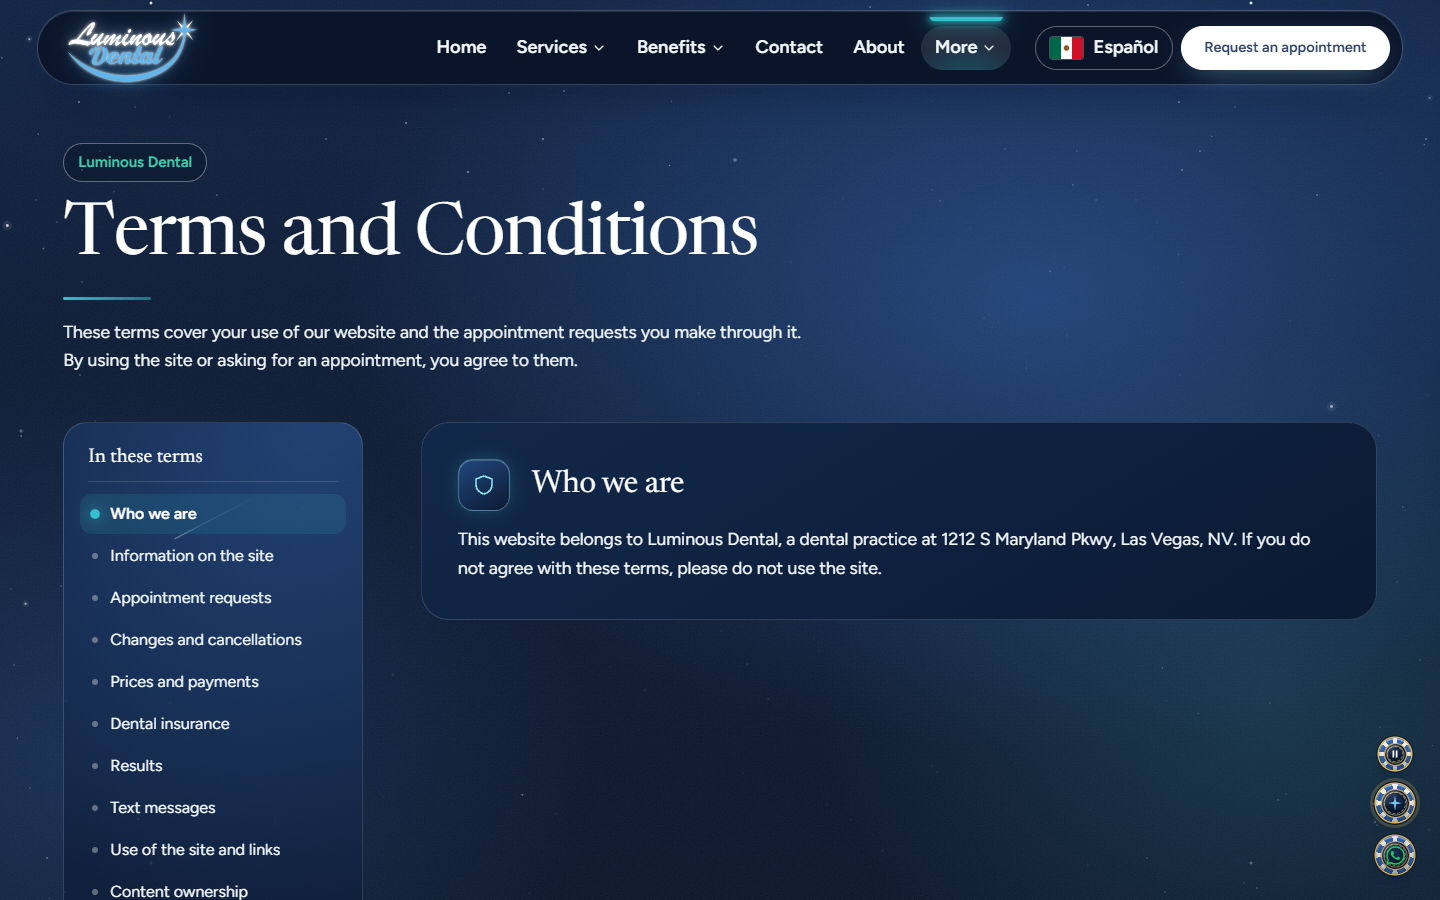 Luminous
Dental
Home
Services
Benefits
Contact
About
More
Español
Request an appointment
Luminous Dental
Terms and Conditions
These terms cover your use of our website and the appointment requests you make through it.
By using the site or asking for an appointment, you agree to them.
In these terms
Who we are
Information on the site
Appointment requests
Changes and cancellations
Prices and payments
Dental insurance
Results
Text messages
Use of the site and links
Content ownership
Who we are
This website belongs to Luminous Dental, a dental practice at 1212 S Maryland Pkwy, Las Vegas, NV. If you do
not agree with these terms, please do not use the site.